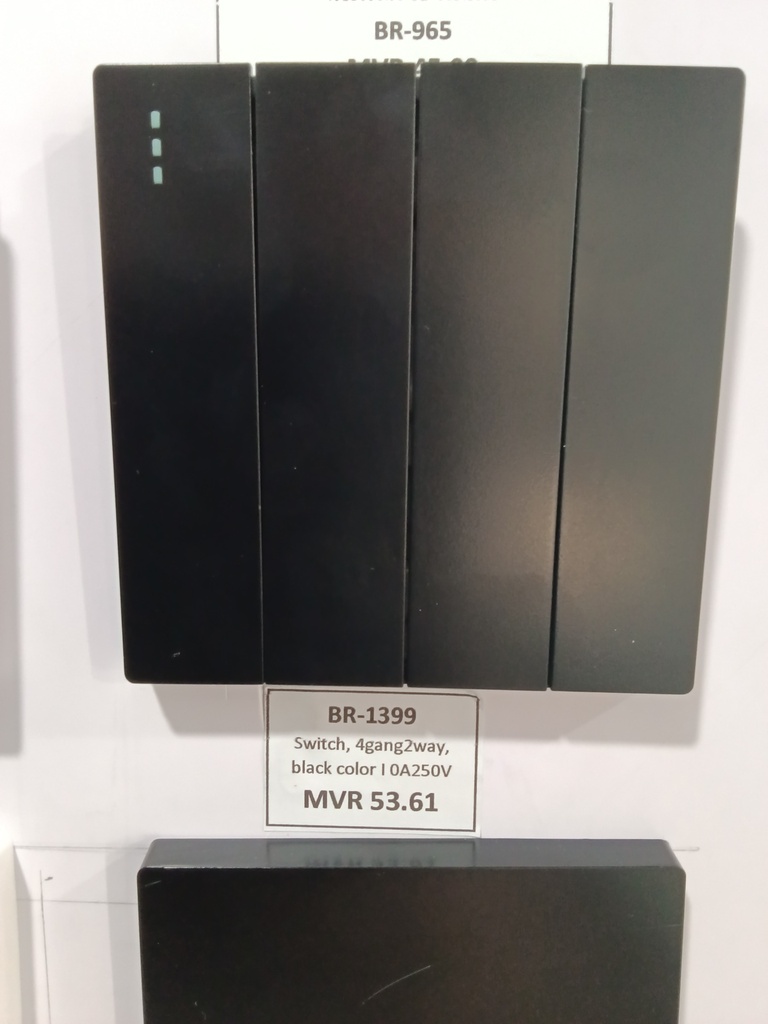 BR-965
BR-1399
Switch, 4gang2way,
black color I 0A250V
MVR 53.61